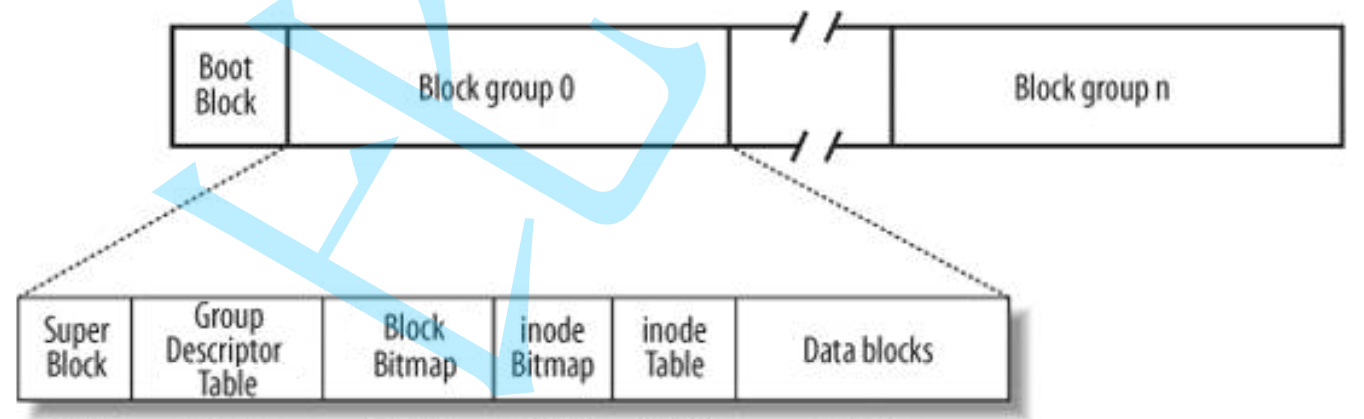 Boot
Block
Block group 0
Block group n
Super
Block
Group
Descriptor
Table
Block
Bitmap
inode
Bitmap
inode
Table
Data blocks